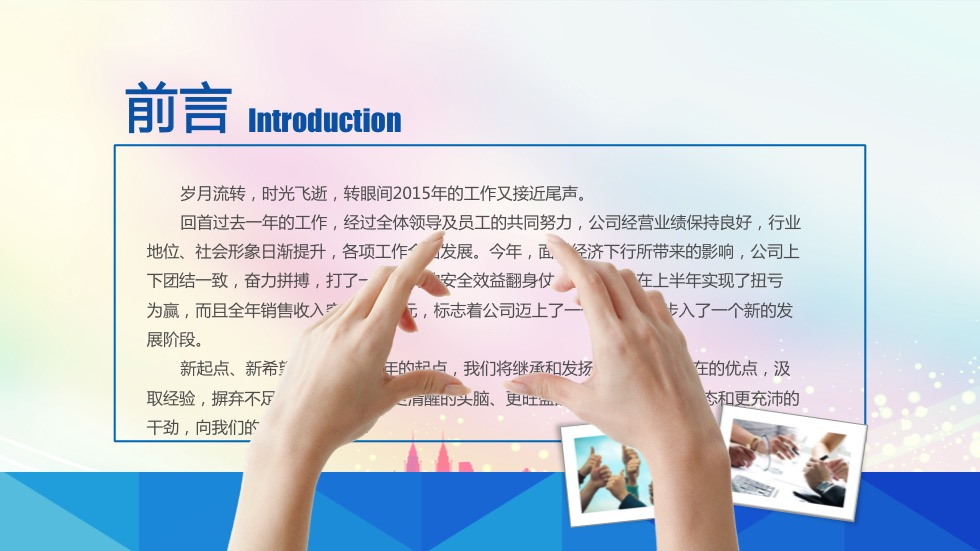 前言 Introduction
岁月流转，时光飞逝，转眼间2015年的工作又接近尾声。
回首过去一年的工作，经过全体领导及员工的共同努力，公司经营业绩保持良好，行业
地位、社会形象日渐提升，各项工作 发展。今年，面 经济下行所带来的影响，公司上
下团结一致，奋力拼搏，打了一 安全效益翻身仗 在上半年实现了扭亏
为赢，而且全年销售收入 元，标志着公司迈上了一 步入了一个新的发
展阶段。
新起点、新希望 年的起点，我们将继承和发扬 在的优点，汲
取经验，摒弃不足 清醒的头脑、更旺盛 态和更充沛的
干劲，向我们的